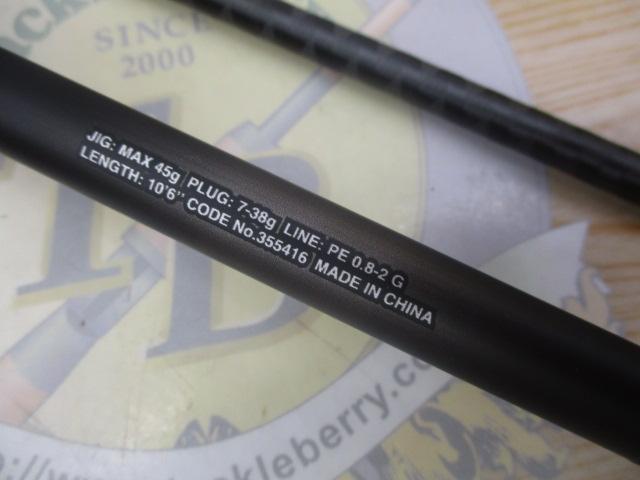 SINCE
2000
JIG: MAX 45g PLUG: 7-38g LINE: PE 0.8-2 G
LENGTH: 10'6" CODE No.355416 MADE IN CHINA
TB